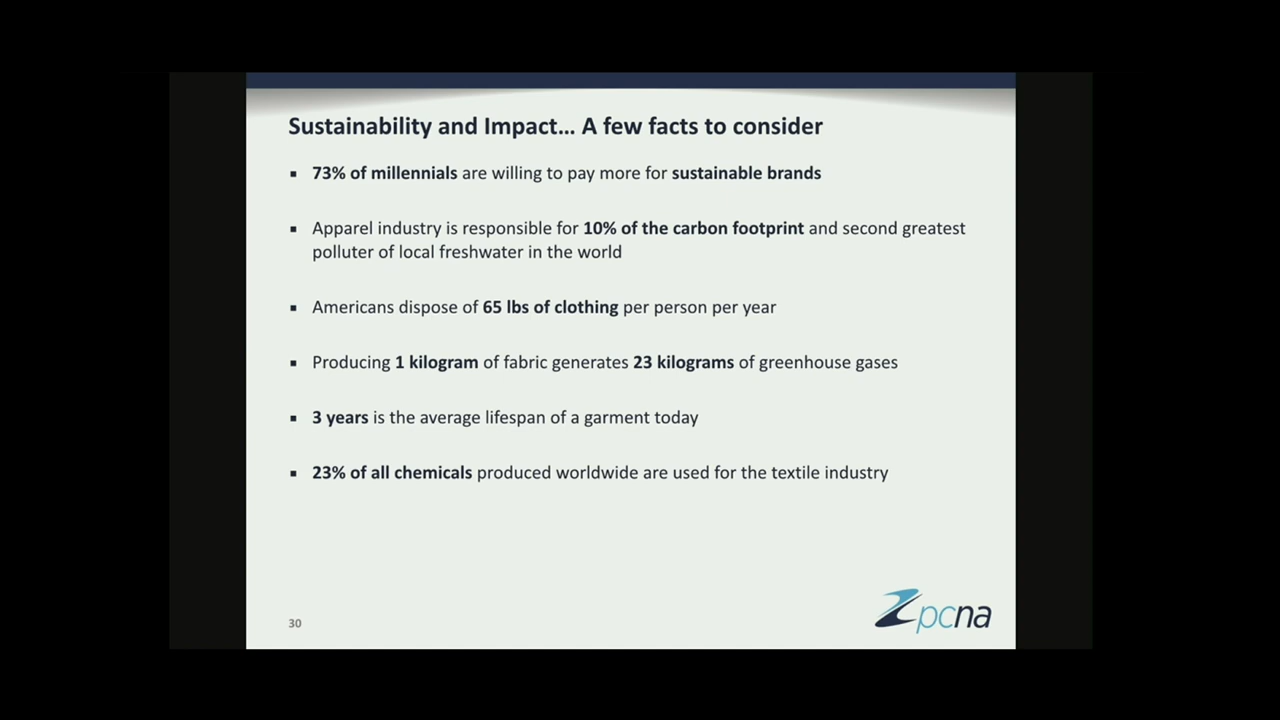 Sustainability and Impact... A few facts to consider
▪ 73% of millennials are willing to pay more for sustainable brands
▪ Apparel industry is responsible for 10% of the carbon footprint and second greatest
polluter of local freshwater in the world
▪ Americans dispose of 65 lbs of clothing per person per year
▪ Producing 1 kilogram of fabric generates 23 kilograms of greenhouse gases
▪ 3 years is the average lifespan of a garment today
▪ 23% of all chemicals produced worldwide are used for the textile industry
30
pcna